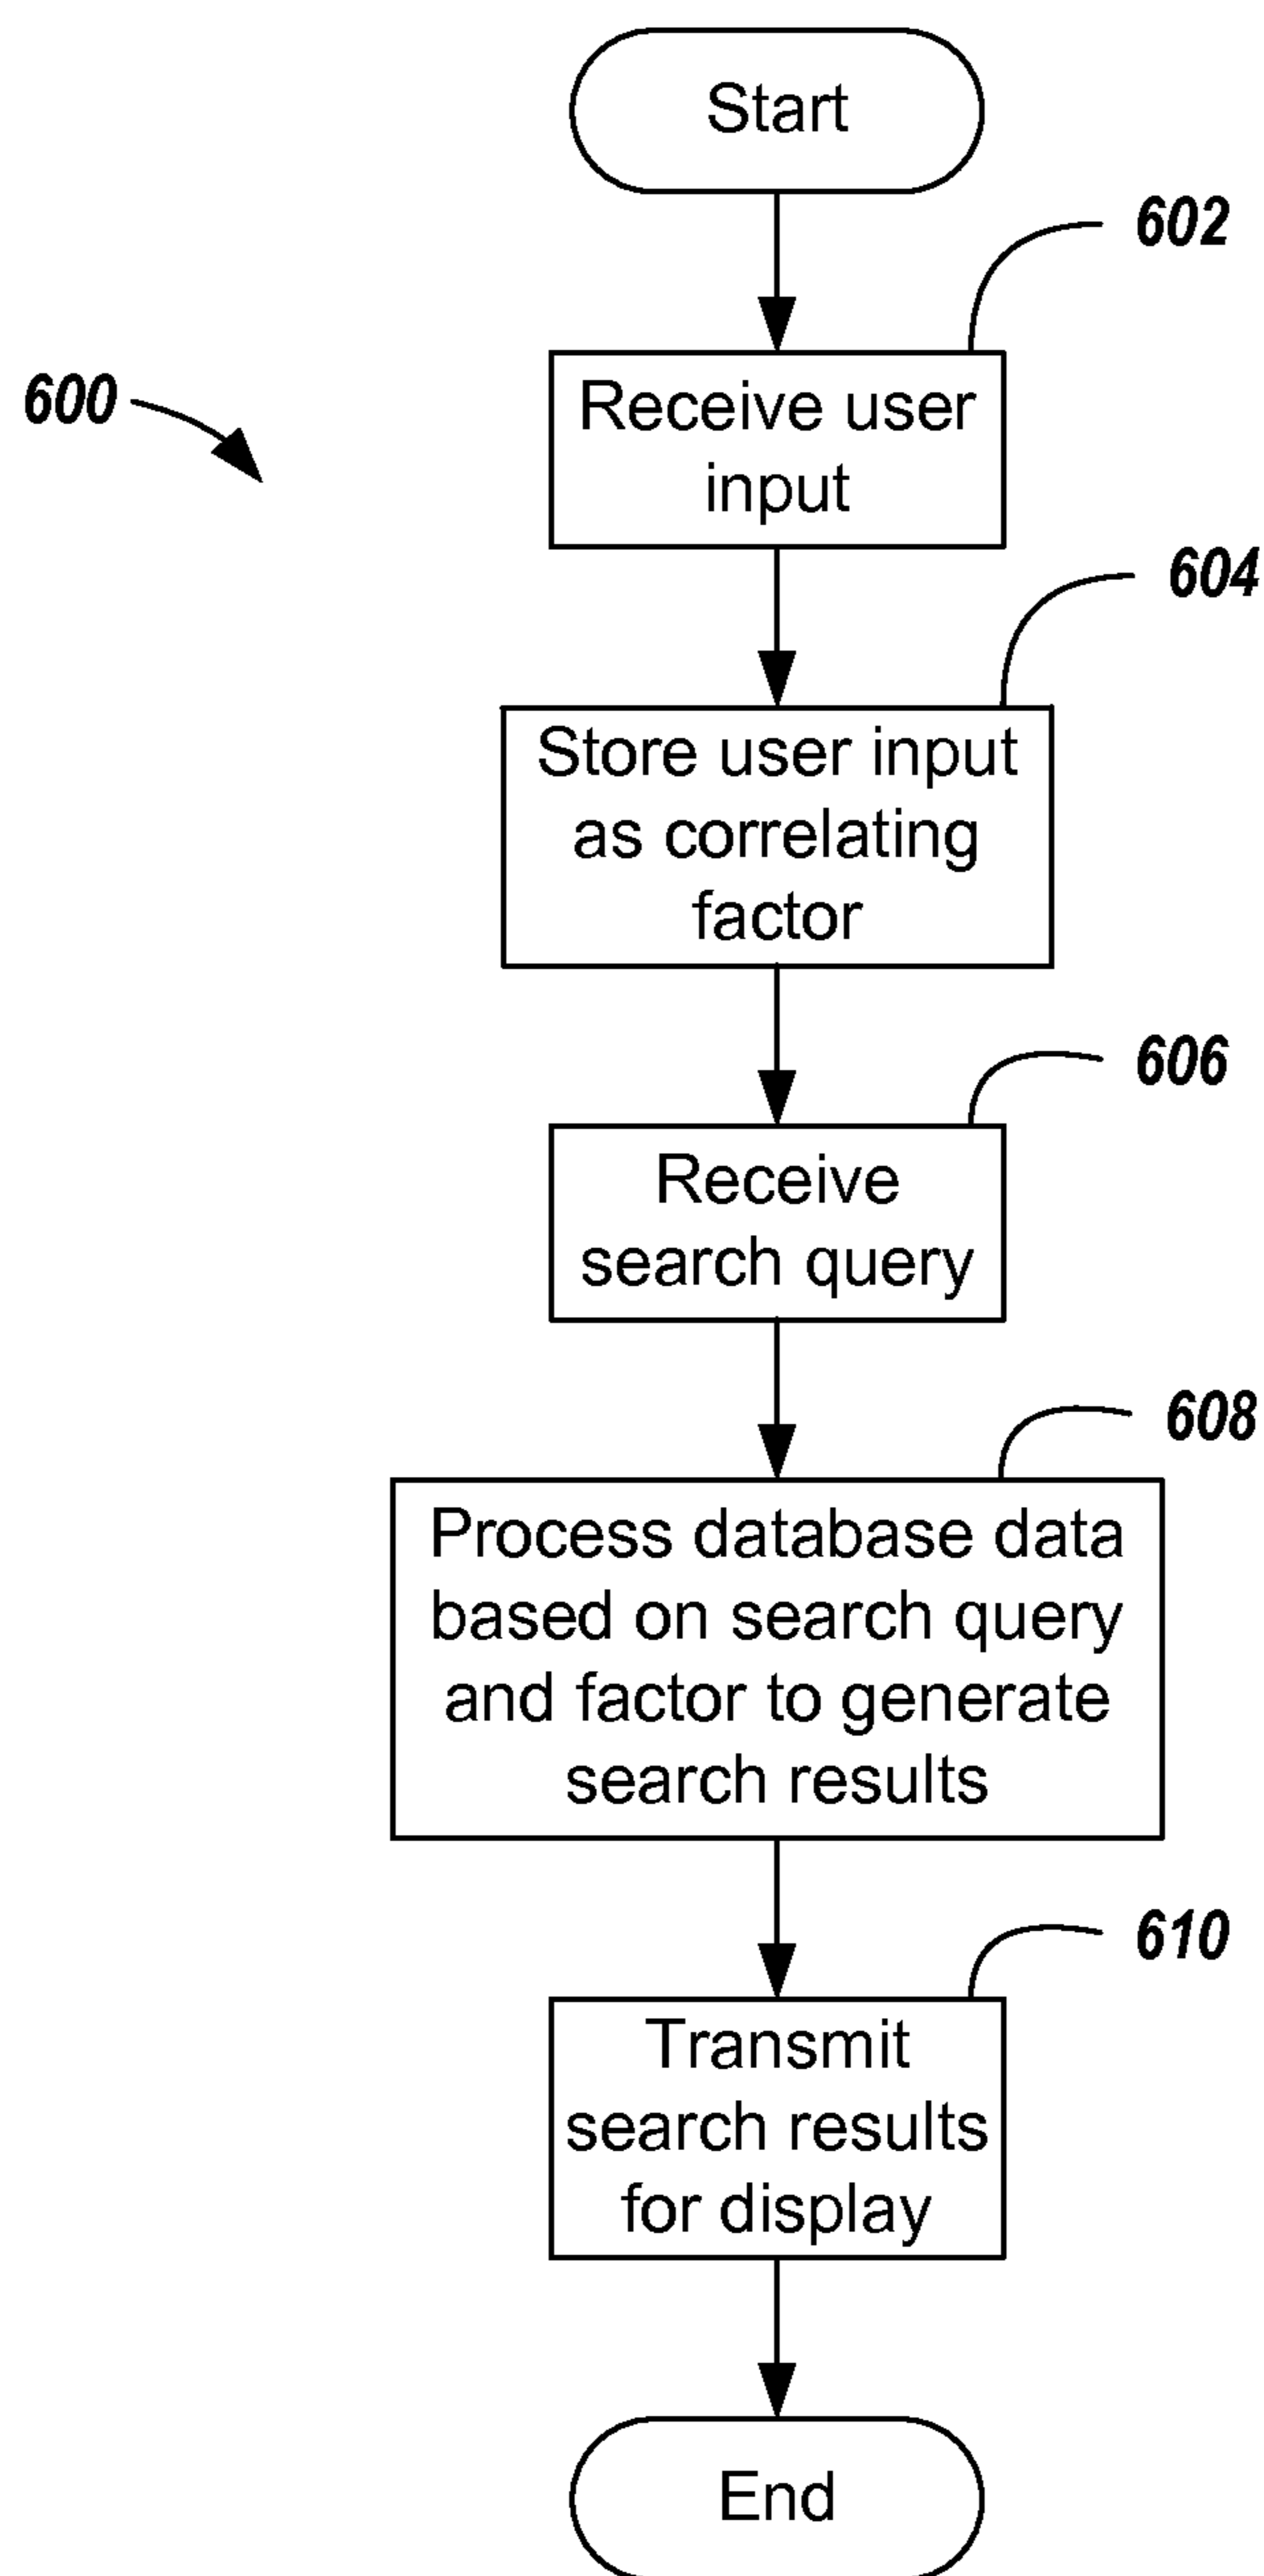 Start
602
600
Receive user
input
604
Store user input
as correlating
factor
606
Receive
search query
608
Process database data
based on search query
and factor to generate
search results
610
Transmit
search results
for display
End